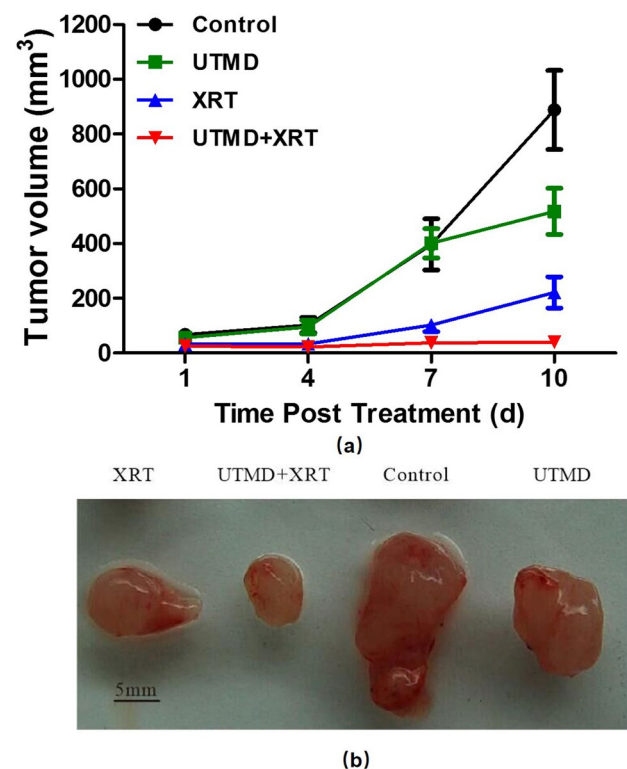 Tumor volume (mm³)
1200
1000
800
600
400
200
0
Control
UTMD
XRT
UTMD+XRT
1 4 7 10
Time Post Treatment (d)
(a)
XRT UTMD+XRT Control UTMD
5mm
(b)